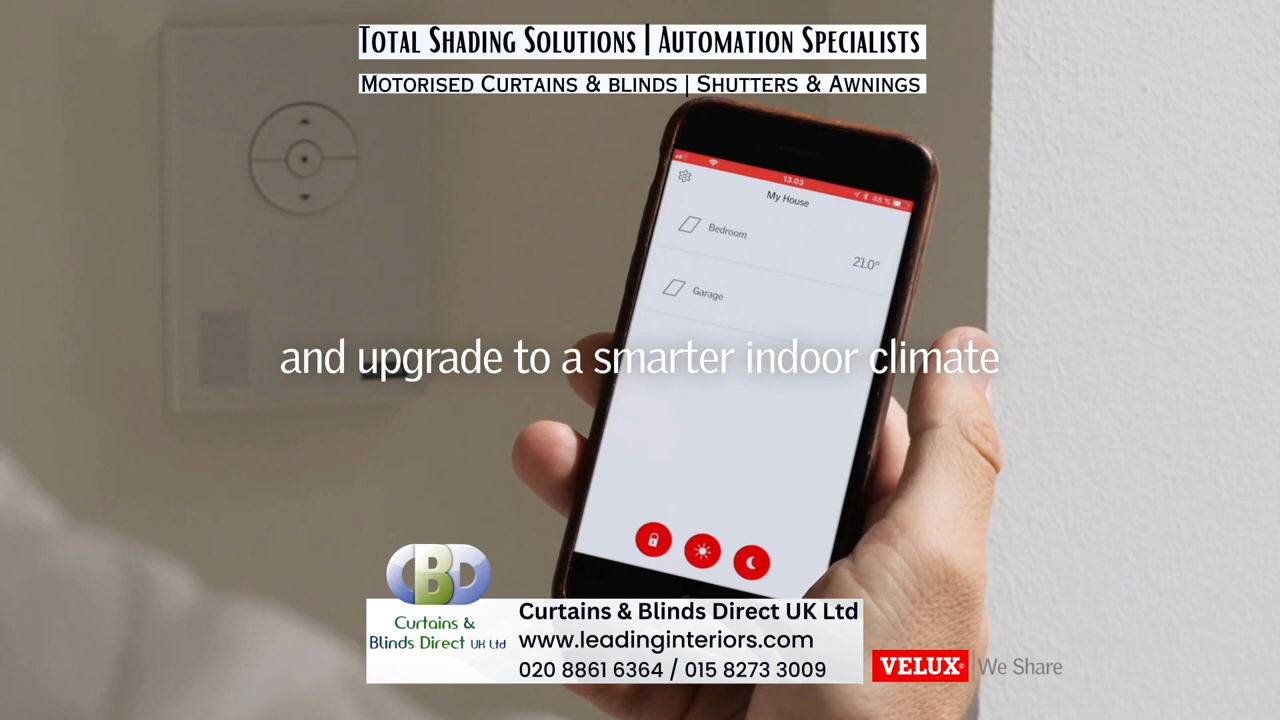 Total Shading Solutions | Automation Specialists
Motorised Curtains & blinds | Shutters & Awnings
13.03
48 %
My House
Bedroom
21.0°
Garage
and upgrade to a smarter indoor climate
CBD
Curtains &
Blinds Direct UK Ltd
Curtains & Blinds Direct UK Ltd
www.leadinginteriors.com
020 8861 6364 / 015 8273 3009
VELUX® We Share